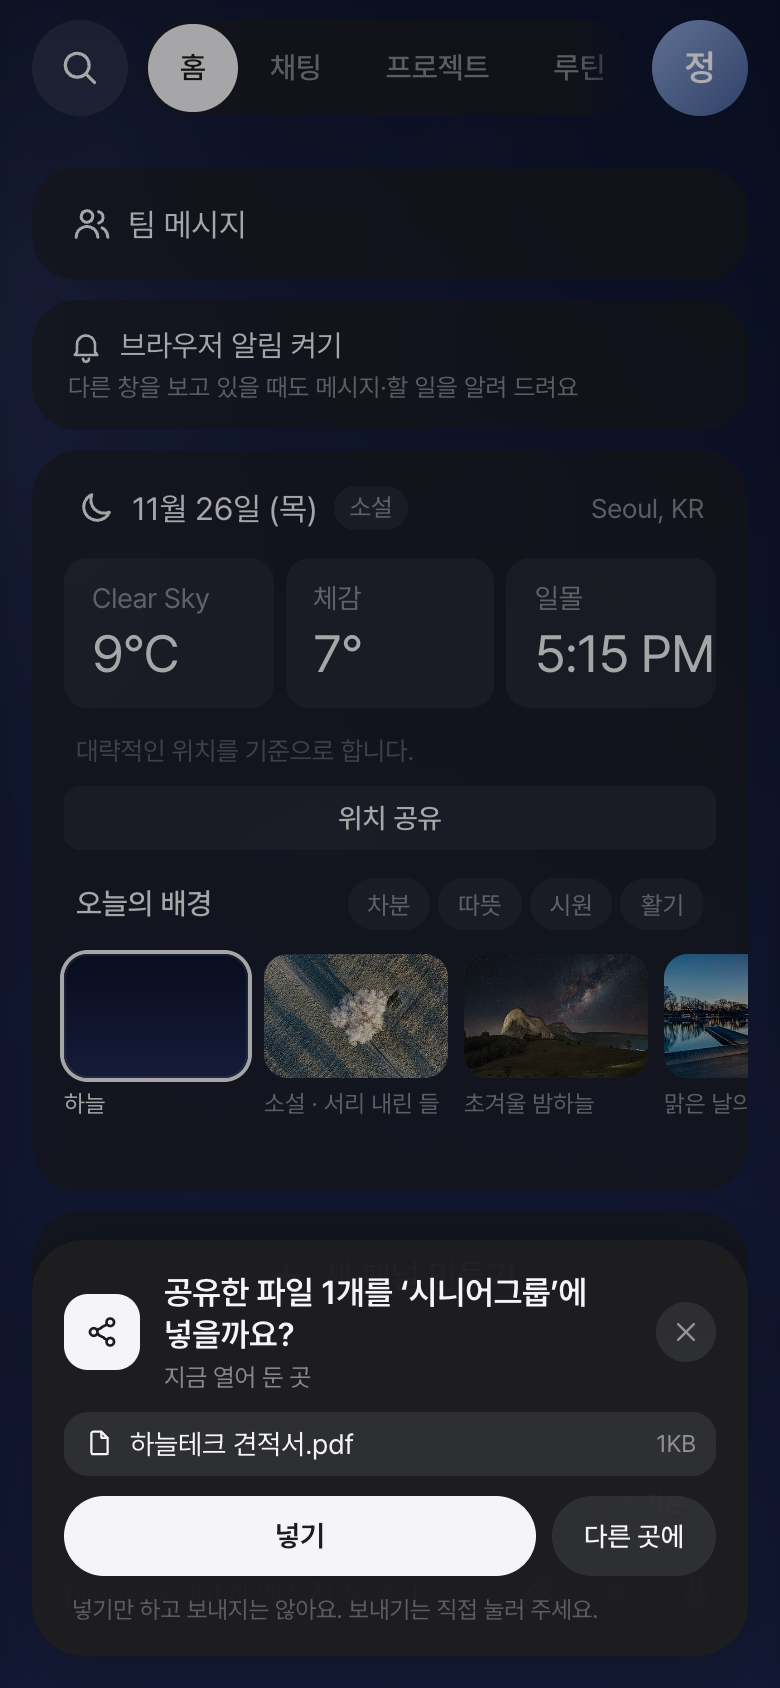 홈
채팅
프로젝트
루틴
정
팀 메시지
브라우저 알림 켜기
다른 창을 보고 있을 때도 메시지·할 일을 알려 드려요
11월 26일 (목)
소설
Seoul, KR
Clear Sky
9°C
체감
7°
일몰
5:15 PM
대략적인 위치를 기준으로 합니다.
위치 공유
오늘의 배경
차분
따뜻
시원
활기
하늘
소설 · 서리 내린 들
초겨울 밤하늘
맑은 날의
공유한 파일 1개를 ‘시니어그룹’에
넣을까요?
지금 열어 둔 곳
하늘테크 견적서.pdf
1KB
넣기
다른 곳에
넣기만 하고 보내지는 않아요. 보내기는 직접 눌러 주세요.